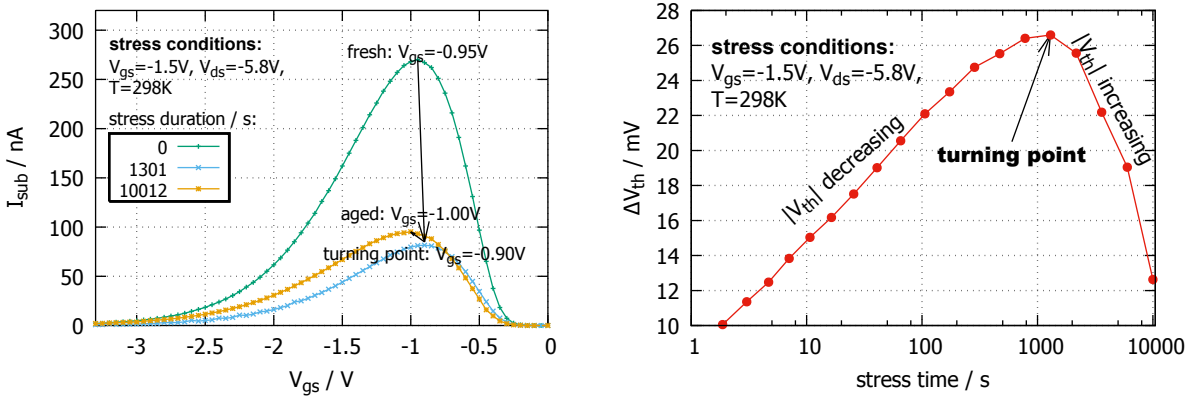 300
250
200
150
100
50
0
I_sub / nA
stress conditions:
V_gs=-1.5V, V_ds=-5.8V,
T=298K
stress duration / s:
0
1301
10012
fresh: V_gs=-0.95V
aged: V_gs=-1.00V
turning point: V_gs=-0.90V
-3 -2.5 -2 -1.5 -1 -0.5 0
V_gs / V
28
26
24
22
20
18
16
14
12
10
ΔV_th / mV
stress conditions:
V_gs=-1.5V, V_ds=-5.8V,
T=298K
|V_th| decreasing
turning point
|V_th| increasing
1 10 100 1000 10000
stress time / s